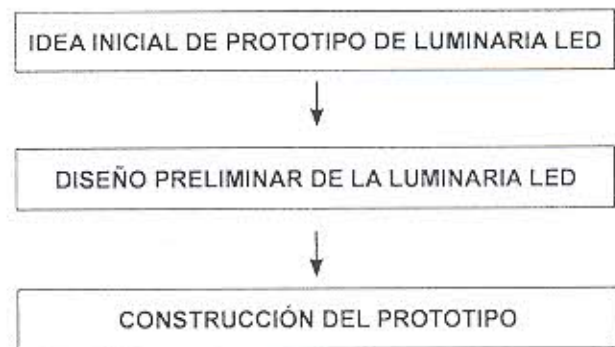 IDEA INICIAL DE PROTOTIPO DE LUMINARIA LED
DISEÑO PRELIMINAR DE LA LUMINARIA LED
CONSTRUCCIÓN DEL PROTOTIPO